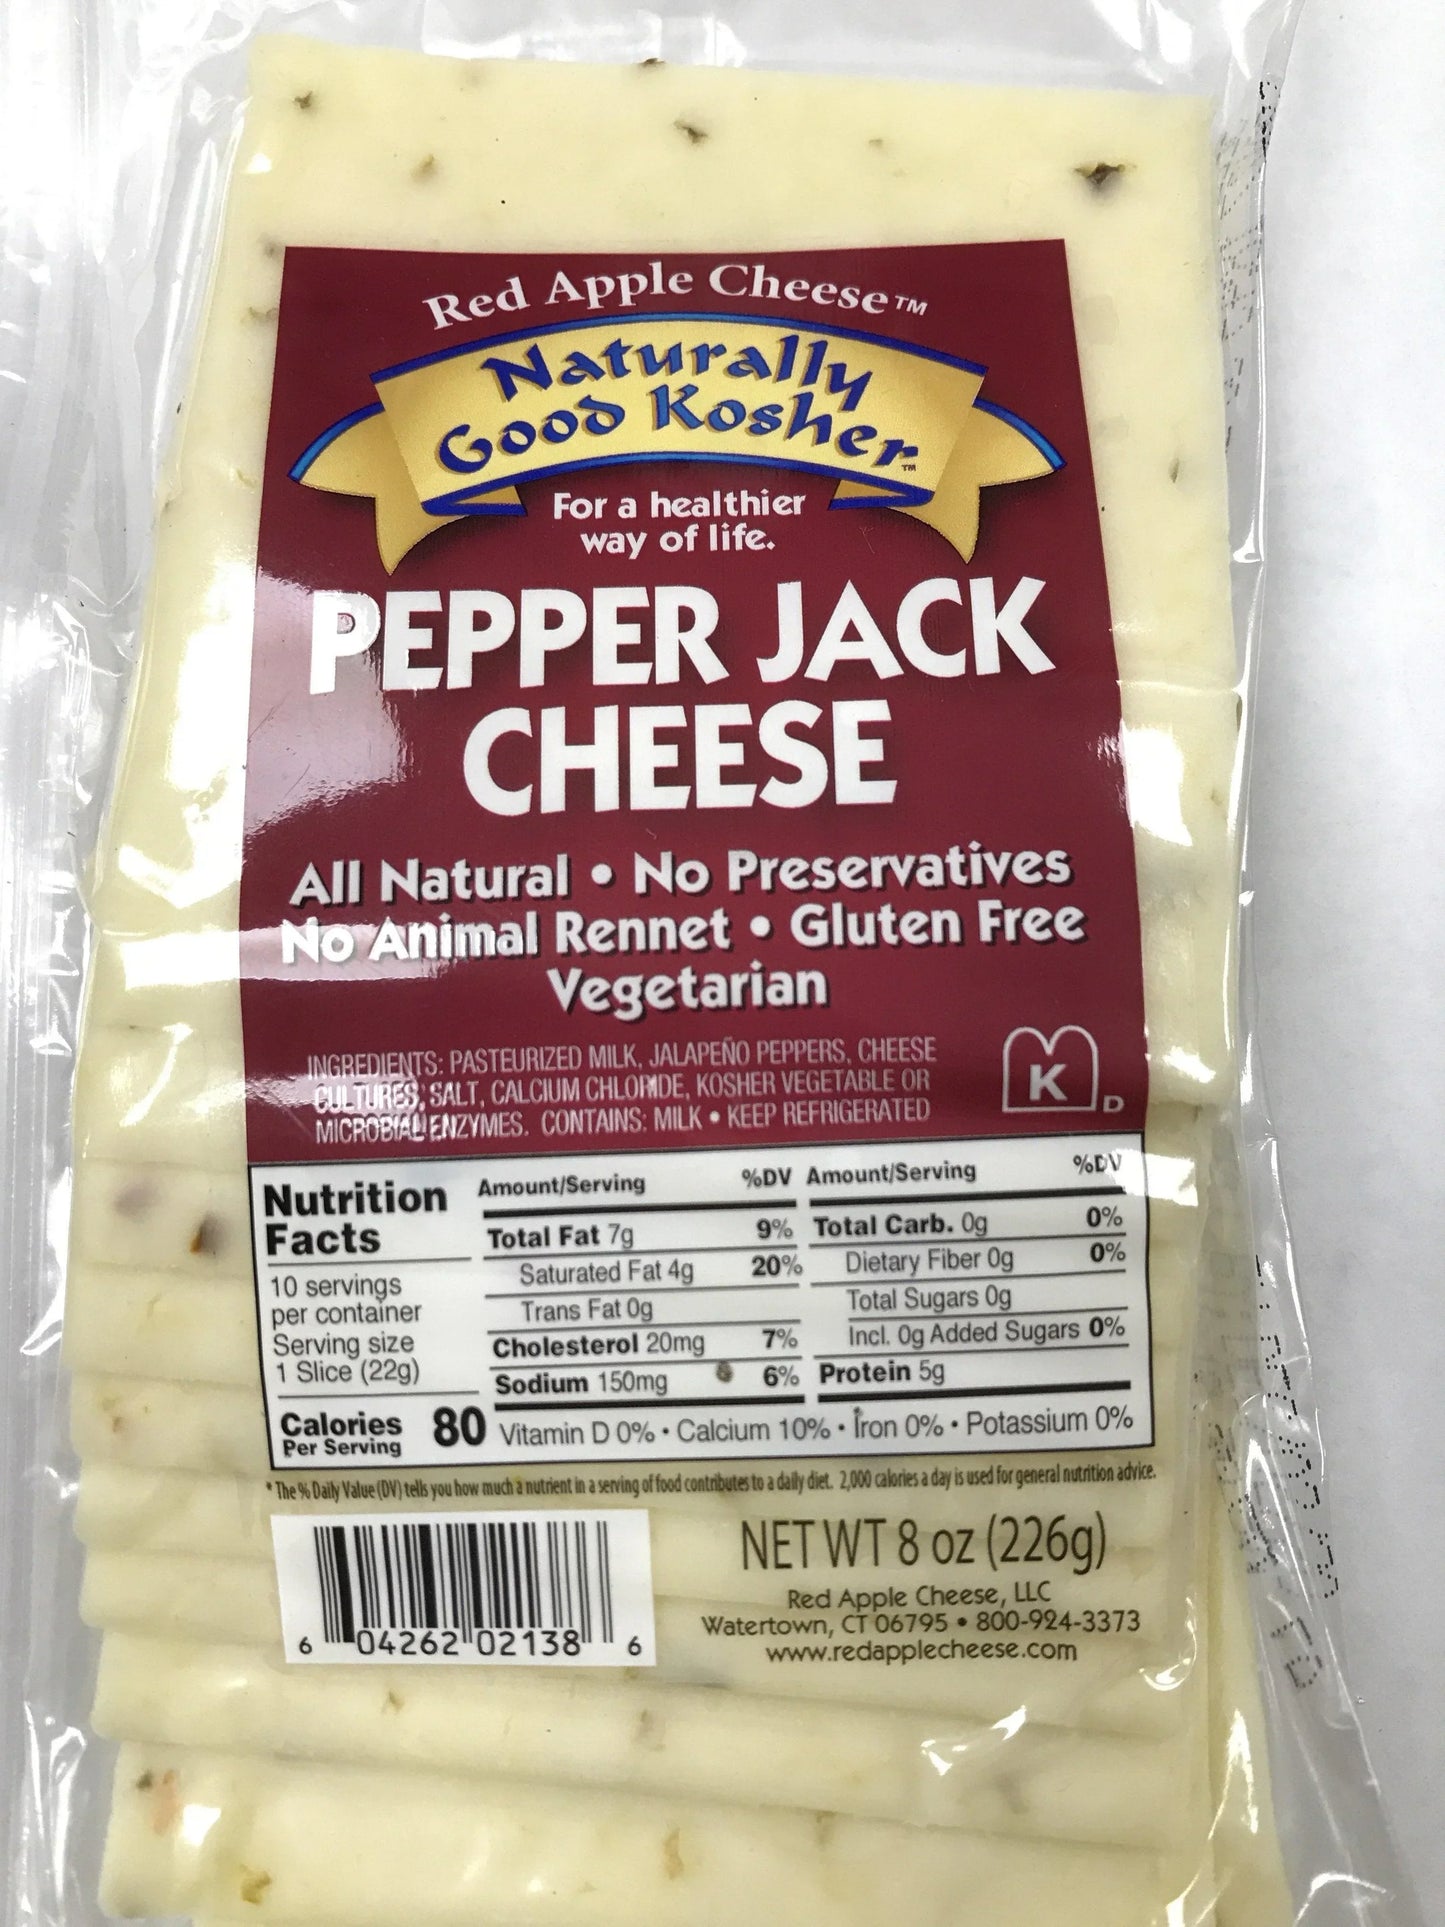 Red Apple Cheese™
Naturally
Good Kosher™
For a healthier
way of life.
PEPPER JACK
CHEESE
All Natural • No Preservatives
No Animal Rennet • Gluten Free
Vegetarian
INGREDIENTS: PASTEURIZED MILK, JALAPEÑO PEPPERS, CHEESE
CULTURES, SALT, CALCIUM CHLORIDE, KOSHER VEGETABLE OR
MICROBIAL ENZYMES. CONTAINS: MILK • KEEP REFRIGERATED
K D
Nutrition
Facts
10 servings
per container
Serving size
1 Slice (22g)
Calories 80
Per Serving
Amount/Serving %DV
Total Fat 7g 9%
Saturated Fat 4g 20%
Trans Fat 0g
Cholesterol 20mg 7%
Sodium 150mg 6%
Amount/Serving %DV
Total Carb. 0g 0%
Dietary Fiber 0g 0%
Total Sugars 0g
Incl. 0g Added Sugars 0%
Protein 5g
Vitamin D 0% • Calcium 10% • Iron 0% • Potassium 0%
* The % Daily Value (DV) tells you how much a nutrient in a serving of food contributes to a daily diet. 2,000 calories a day is used for general nutrition advice.
6 04262 02138 6
NET WT 8 oz (226g)
Red Apple Cheese, LLC
Watertown, CT 06795 • 800-924-3373
www.redapplecheese.com